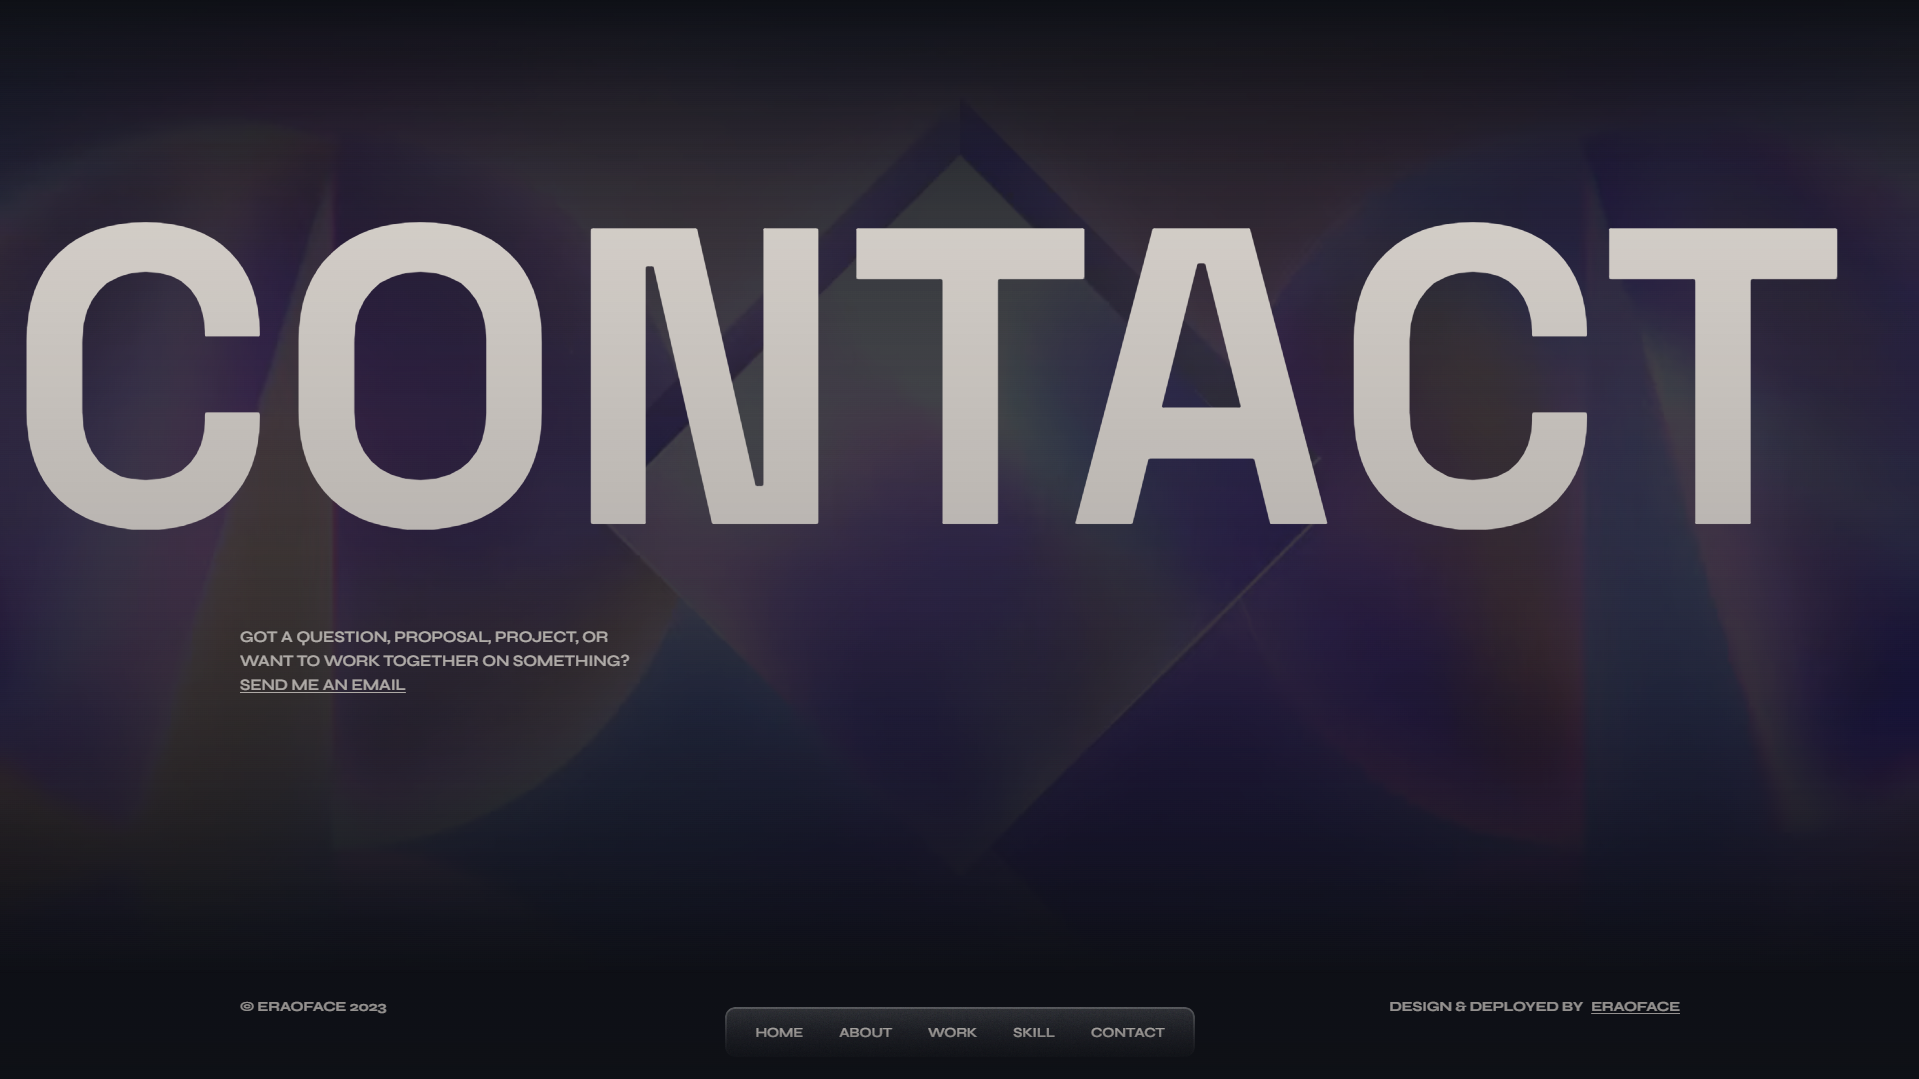 CONTACT
GOT A QUESTION, PROPOSAL, PROJECT, OR
WANT TO WORK TOGETHER ON SOMETHING?
SEND ME AN EMAIL
© ERAOFACE 2023
DESIGN & DEPLOYED BY ERAOFACE
HOME ABOUT WORK SKILL CONTACT